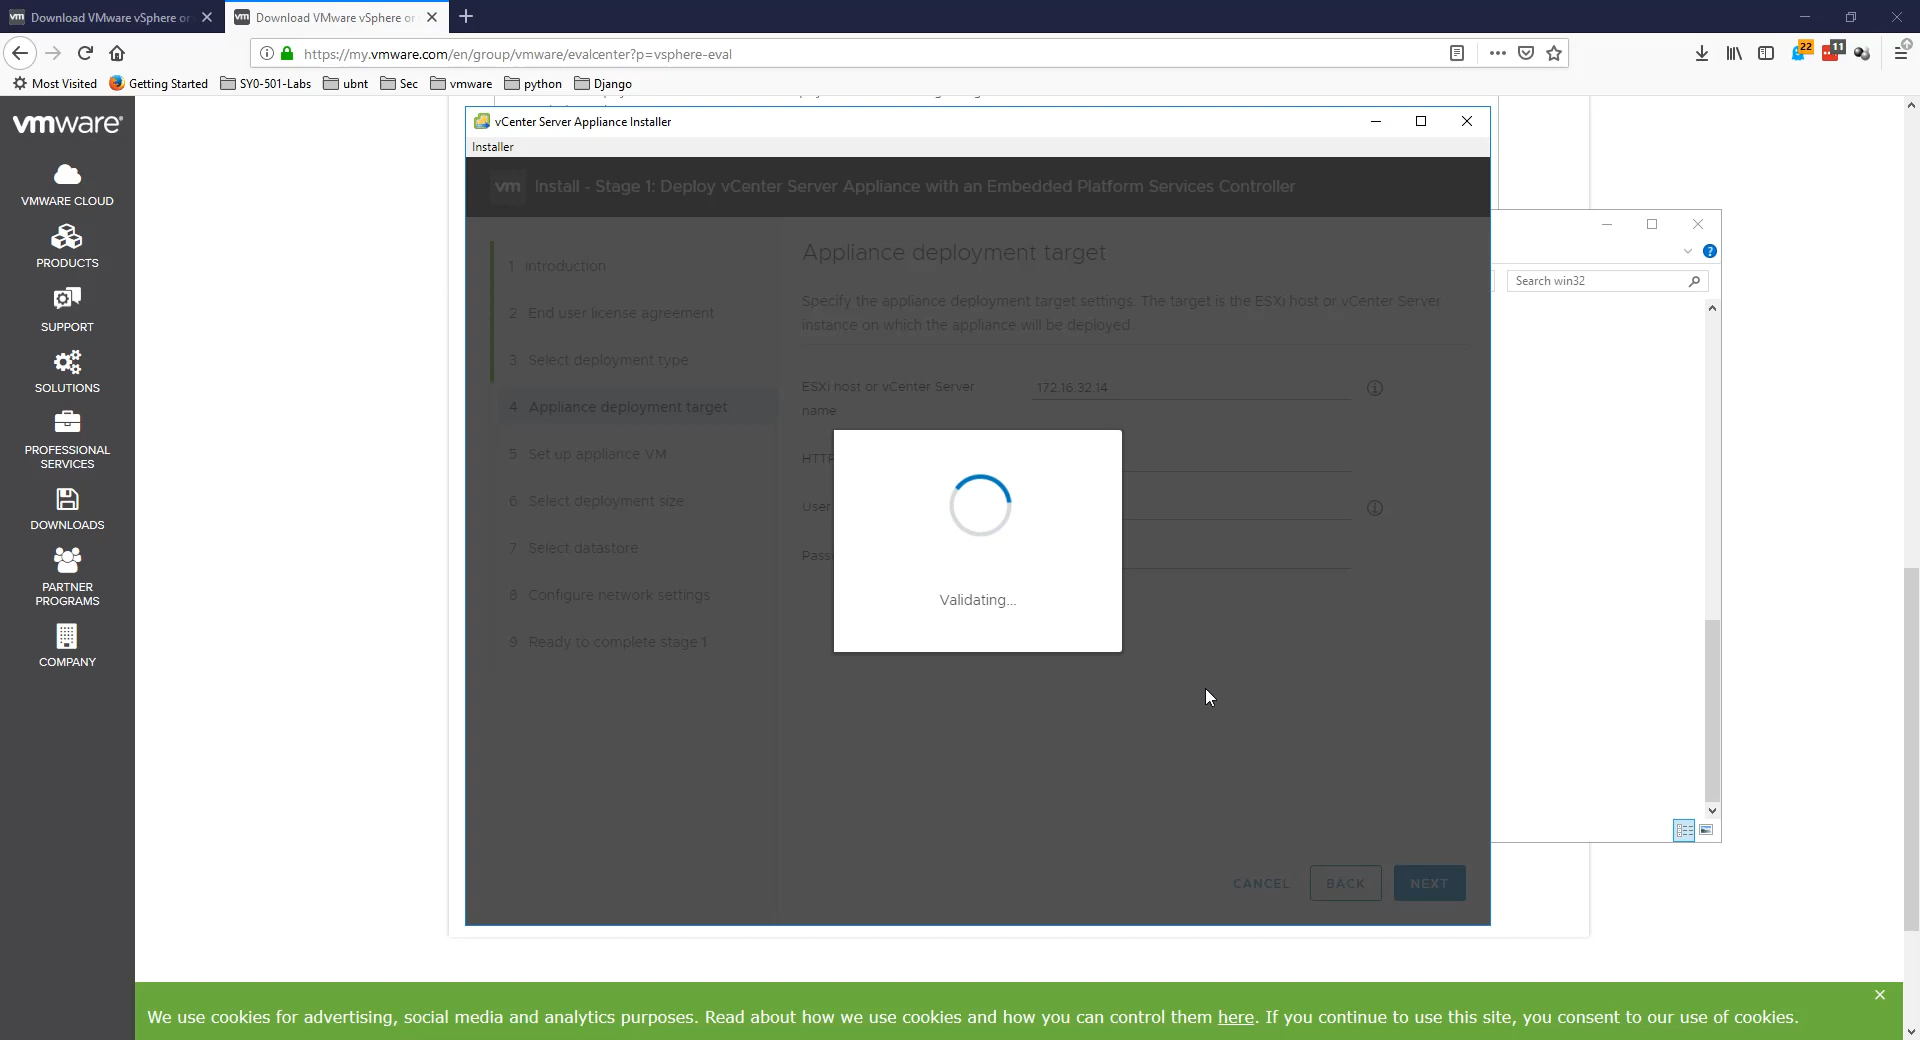 Download VMware vSphere or
Download VMware vSphere or
https://my.vmware.com/en/group/vmware/evalcenter?p=vsphere-eval
22
11
Most Visited
Getting Started
SY0-501-Labs
ubnt
Sec
vmware
python
Django
vmware
VMWARE CLOUD
PRODUCTS
SUPPORT
SOLUTIONS
PROFESSIONAL
SERVICES
DOWNLOADS
PARTNER
PROGRAMS
COMPANY
vCenter Server Appliance Installer
Installer
vm Install - Stage 1: Deploy vCenter Server Appliance with an Embedded Platform Services Controller
1 Introduction
2 End user license agreement
3 Select deployment type
4 Appliance deployment target
5 Set up appliance VM
6 Select deployment size
7 Select datastore
8 Configure network settings
9 Ready to complete stage 1
Appliance deployment target
Specify the appliance deployment target settings. The target is the ESXi host or vCenter Server
instance on which the appliance will be deployed.
ESXi host or vCenter Server
name
172.16.32.14
HTTP
User
Pass
Validating...
CANCEL
BACK
NEXT
Search win32
We use cookies for advertising, social media and analytics purposes. Read about how we use cookies and how you can control them here. If you continue to use this site, you consent to our use of cookies.